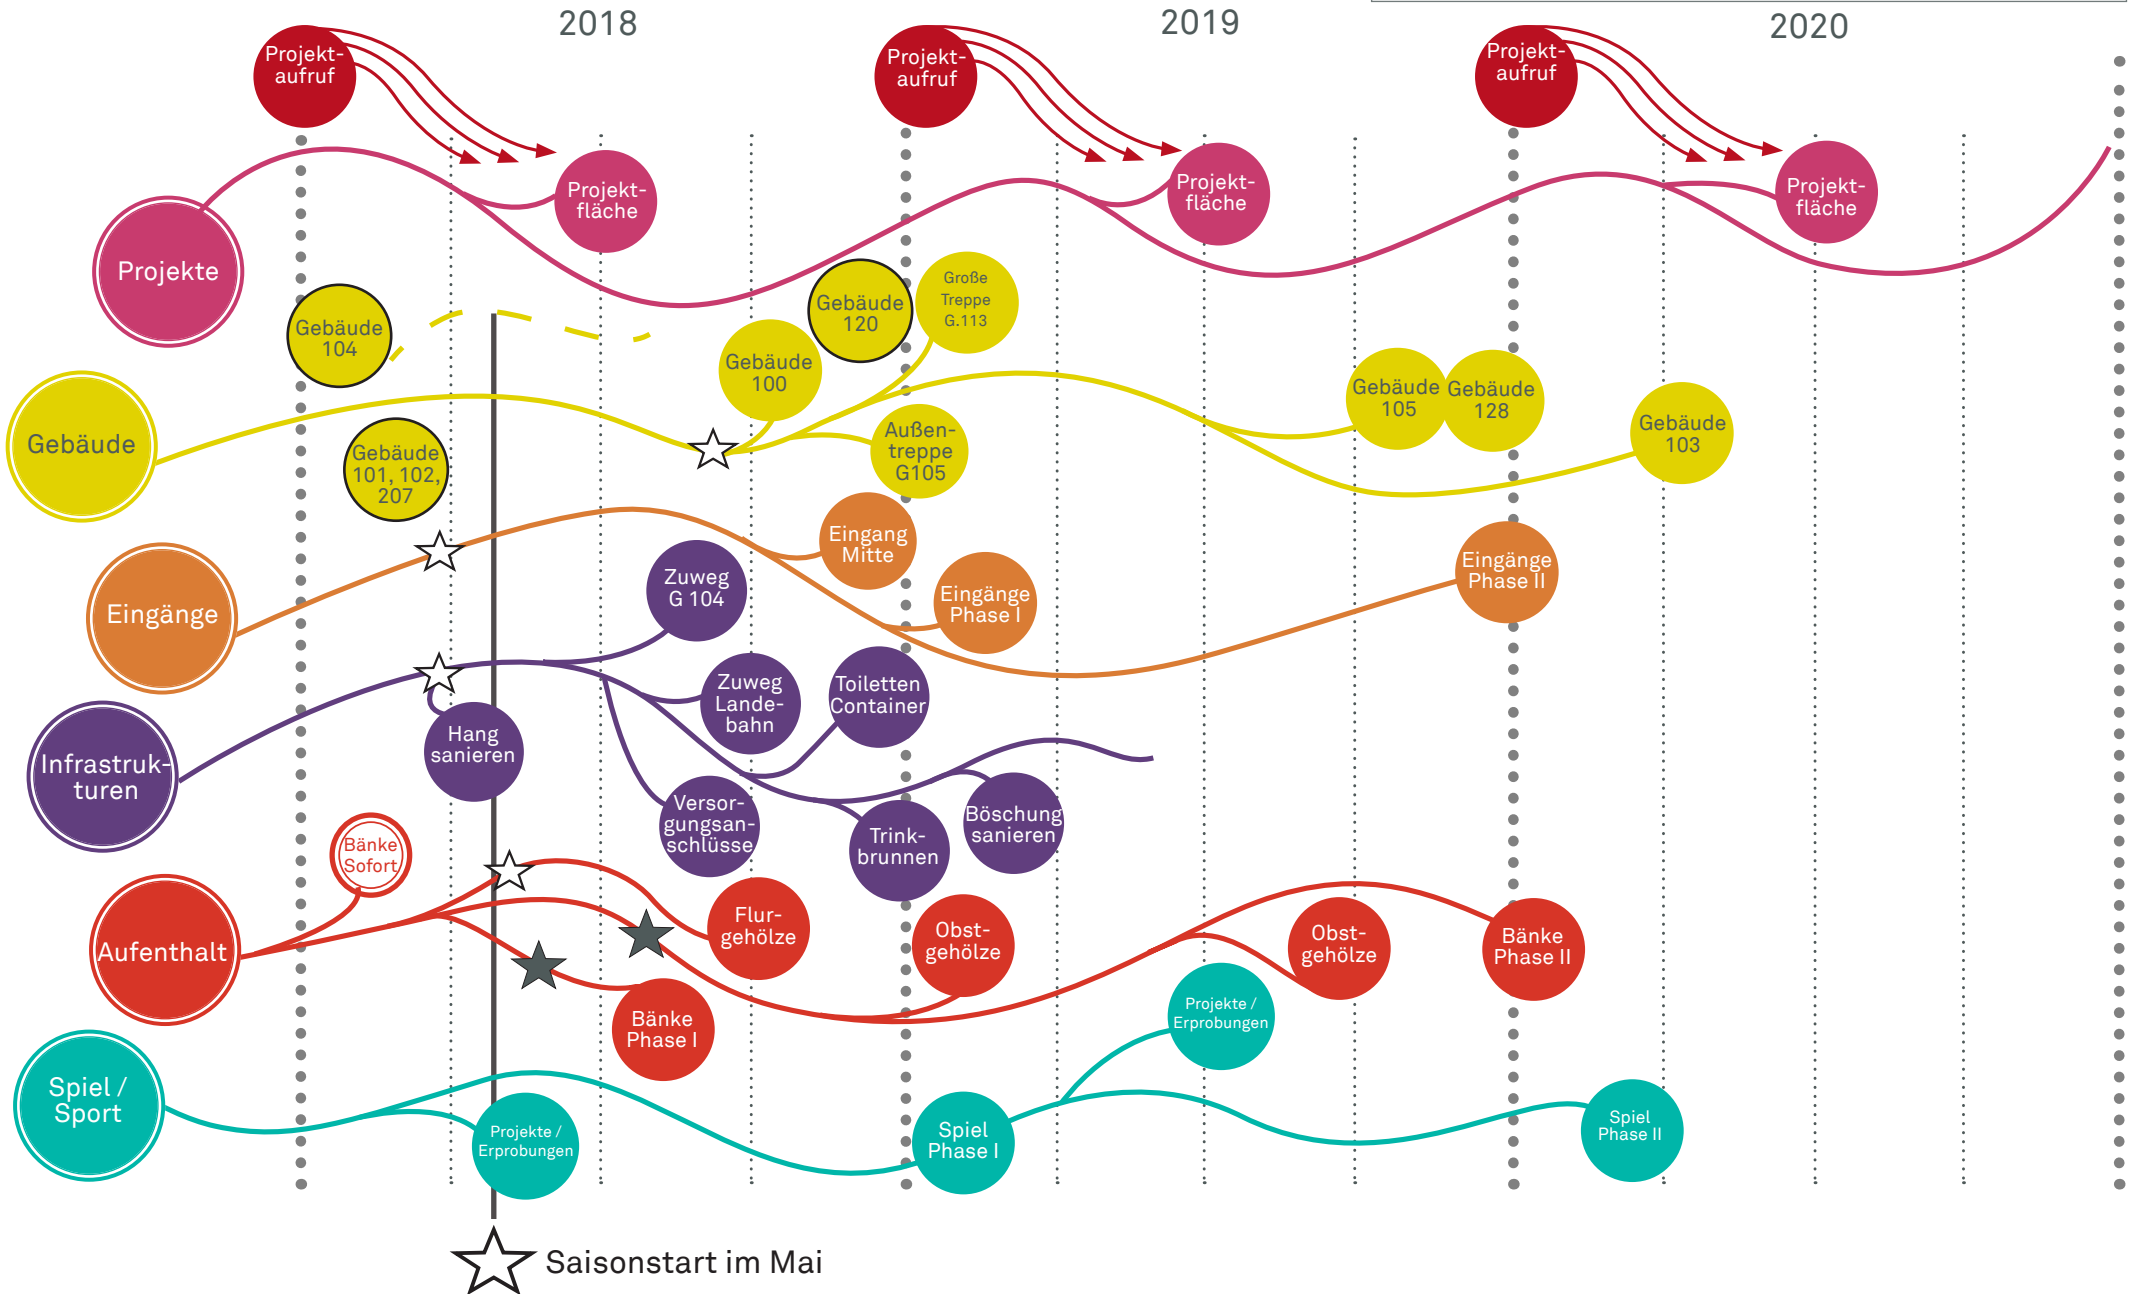 2018
2019
2020
Projekt-
aufruf
Projekt-
aufruf
Projekt-
aufruf
Projekte
Projekt-
fläche
Projekt-
fläche
Projekt-
fläche
Gebäude
Gebäude
104
Gebäude
101, 102,
207
Gebäude
100
Gebäude
120
Große
Treppe
G.113
Außen-
treppe
G105
Gebäude
105
Gebäude
128
Gebäude
103
Eingänge
Eingang
Mitte
Eingänge
Phase I
Eingänge
Phase II
Infrastruk-
turen
Hang
sanieren
Zuweg
G 104
Zuweg
Lande-
bahn
Versor-
gungsan-
schlüsse
Toiletten
Container
Trink-
brunnen
Böschung
sanieren
Aufenthalt
Bänke
Sofort
Flur-
gehölze
Bänke
Phase I
Obst-
gehölze
Obst-
gehölze
Bänke
Phase II
Spiel /
Sport
Projekte /
Erprobungen
Spiel
Phase I
Projekte /
Erprobungen
Spiel
Phase II
Saisonstart im Mai